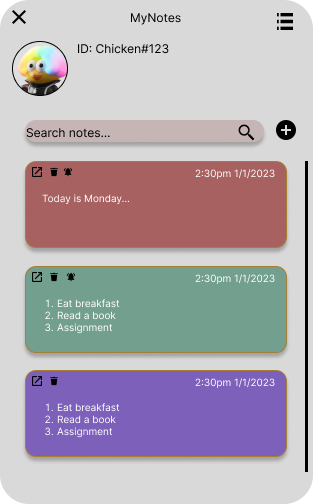 MyNotes
ID: Chicken#123
Search notes...
2:30pm 1/1/2023
Today is Monday...
2:30pm 1/1/2023
1. Eat breakfast
2. Read a book
3. Assignment
2:30pm 1/1/2023
1. Eat breakfast
2. Read a book
3. Assignment